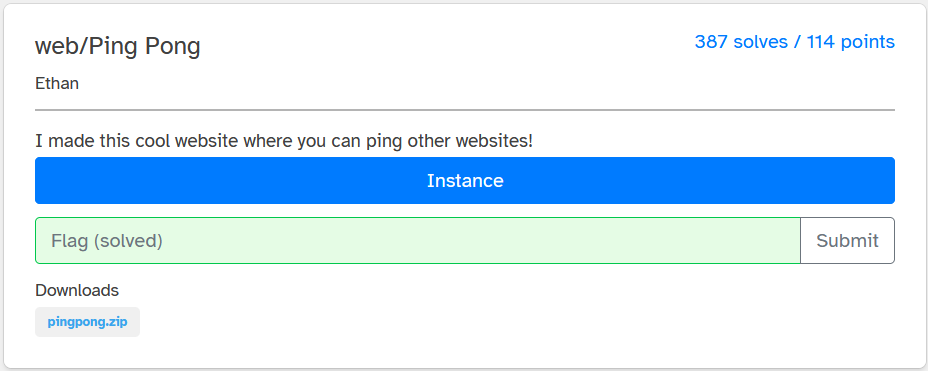 web/Ping Pong
387 solves / 114 points
Ethan
I made this cool website where you can ping other websites!
Instance
Flag (solved)
Submit
Downloads
pingpong.zip